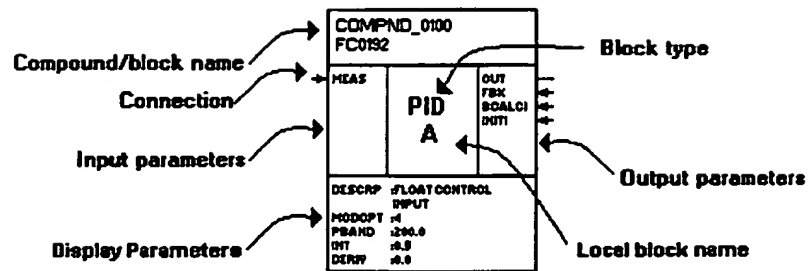 COMPND_0100
FC0192
Block type
Compound/block name
MEAS
OUT
Connection
FBK
BCALCI
INITI
PID
A
Input parameters
Output parameters
DESCRP :FLOAT CONTROL
INPUT
MODOPT :4
PBAND :200.0
Display Parameters
INT :0.5
Local block name
DERIV :0.0